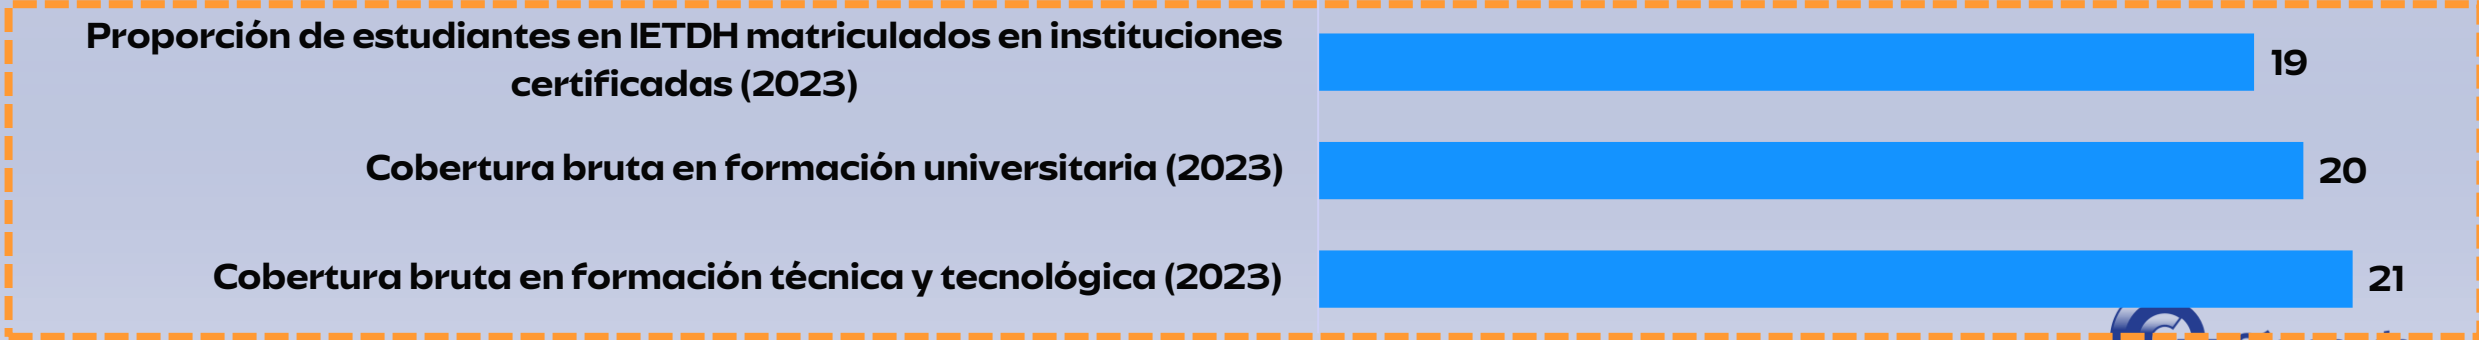 Proporción de estudiantes en IETDH matriculados en instituciones
certificadas (2023)
19
Cobertura bruta en formación universitaria (2023)
20
Cobertura bruta en formación técnica y tecnológica (2023)
21